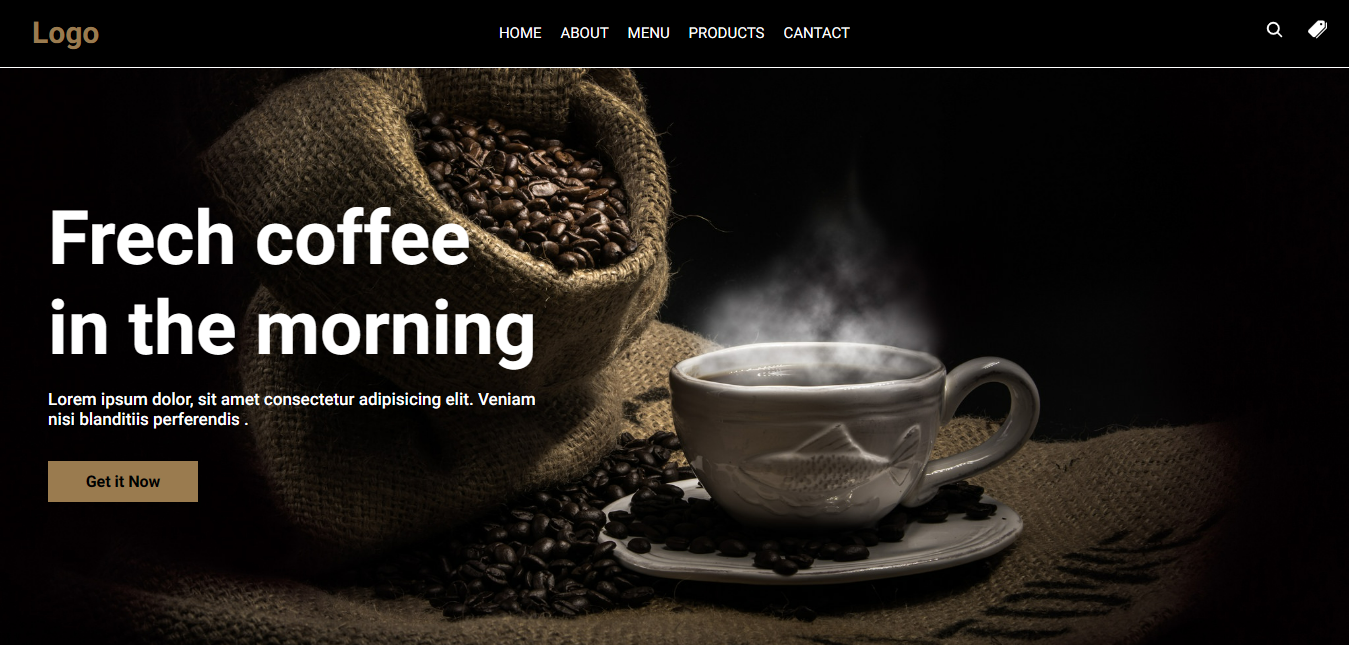 Logo
HOME ABOUT MENU PRODUCTS CANTACT
Frech coffee
in the morning
Lorem ipsum dolor, sit amet consectetur adipisicing elit. Veniam
nisi blanditiis perferendis .
Get it Now